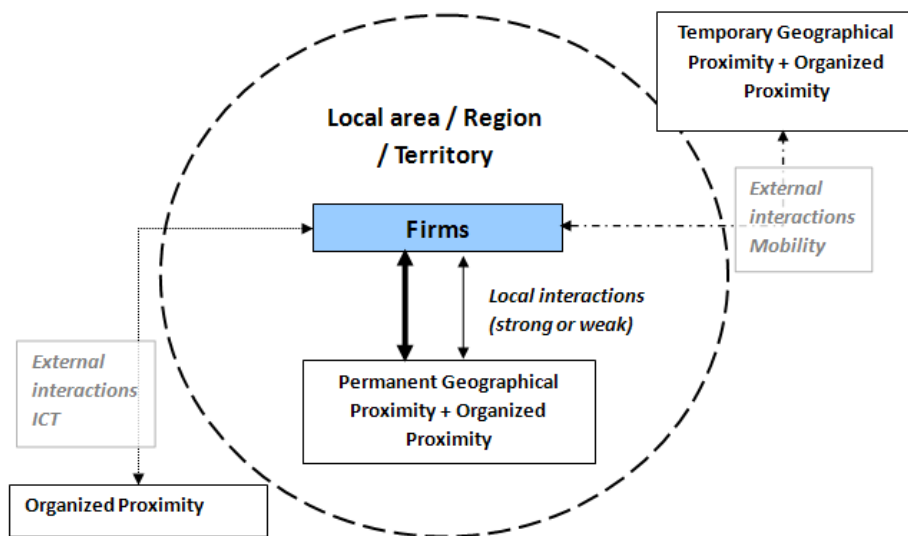 Temporary Geographical
Proximity + Organized
Proximity
Local area / Region
/ Territory
External
interactions
Mobility
Firms
Local interactions
(strong or weak)
External
interactions
ICT
Permanent Geographical
Proximity + Organized
Proximity
Organized Proximity